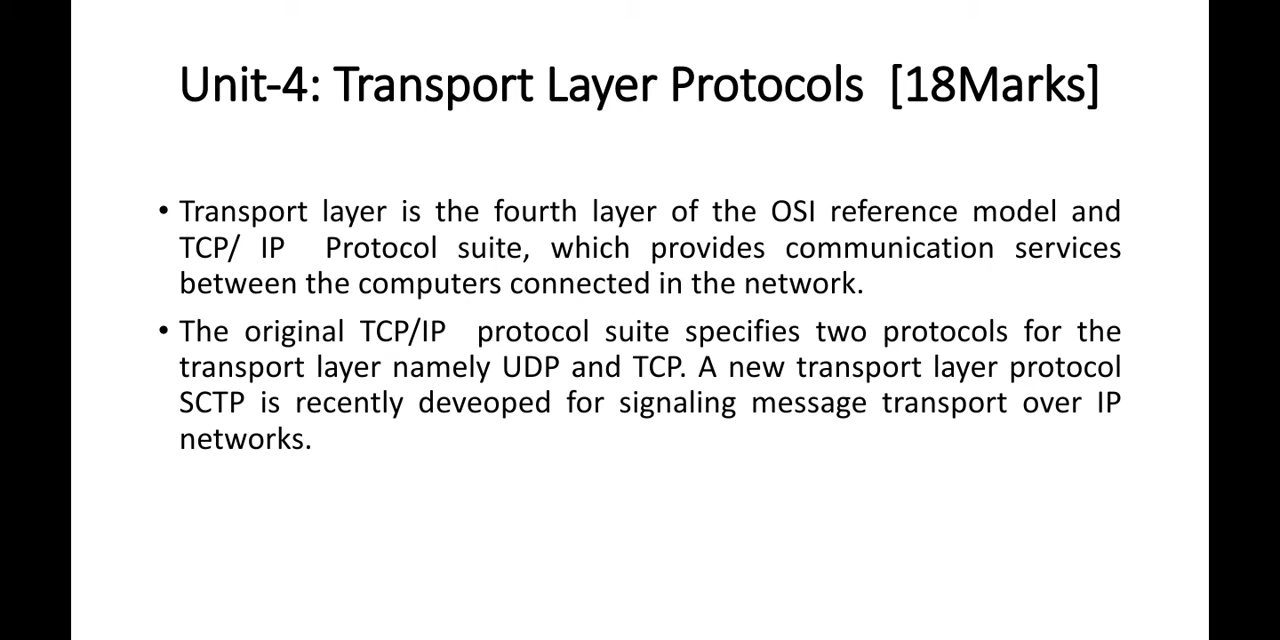 Unit-4: Transport Layer Protocols [18Marks]
• Transport layer is the fourth layer of the OSI reference model and
TCP/ IP Protocol suite, which provides communication services
between the computers connected in the network.
• The original TCP/IP protocol suite specifies two protocols for the
transport layer namely UDP and TCP. A new transport layer protocol
SCTP is recently deveoped for signaling message transport over IP
networks.